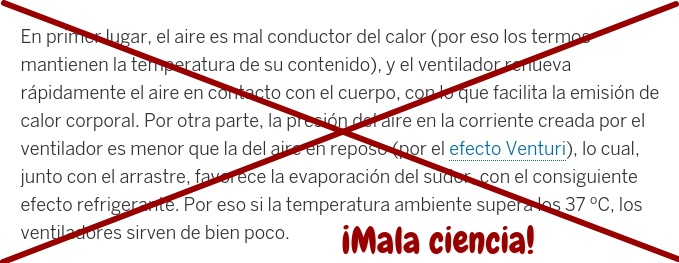 En primer lugar, el aire es mal conductor del calor (por eso los termos
mantienen la temperatura de su contenido), y el ventilador renueva
rápidamente el aire en contacto con el cuerpo, con lo que facilita la emisión de
calor corporal. Por otra parte, la presión del aire en la corriente creada por el
ventilador es menor que la del aire en reposo (por el efecto Venturi), lo cual,
junto con el arrastre, favorece la evaporación del sudor, con el consiguiente
efecto refrigerante. Por eso si la temperatura ambiente supera los 37 ºC, los
ventiladores sirven de bien poco.
¡Mala ciencia!